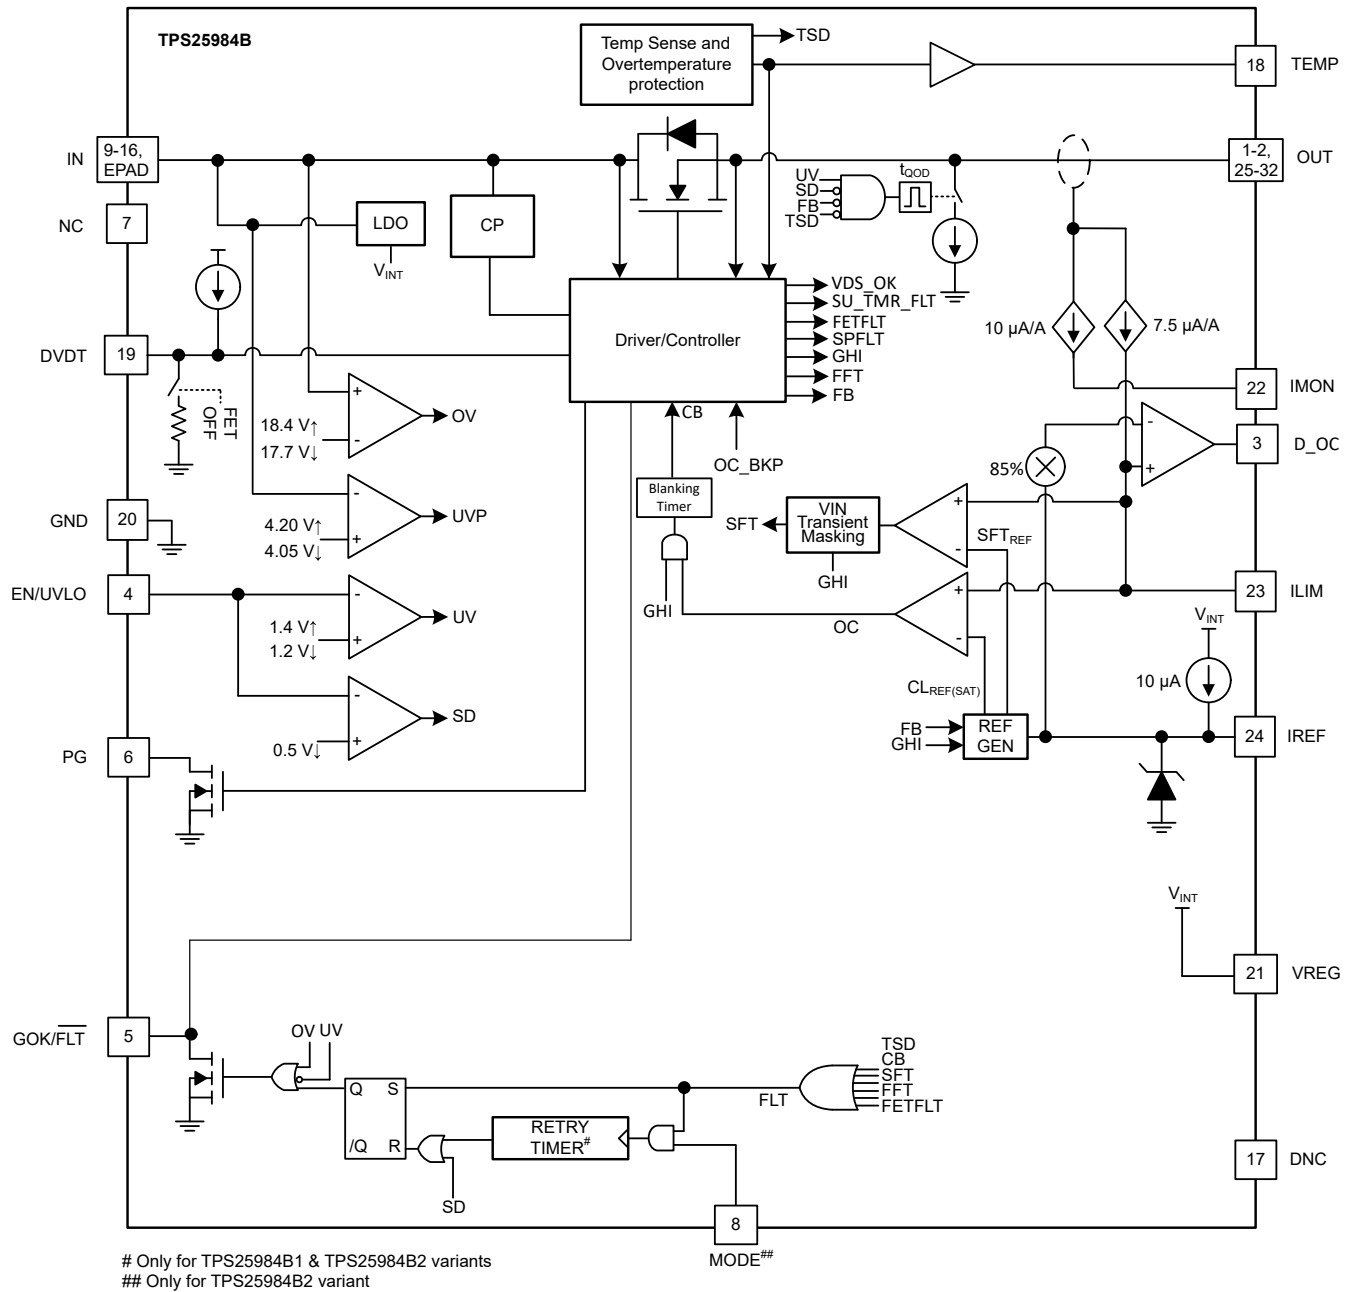 TPS25984B
Temp Sense and
Overtemperature
protection
TSD
18
TEMP
IN
9-16,
EPAD
1-2,
25-32
OUT
NC
7
LDO
V_INT
CP
UV
SD
FB
TSD
t_QOD
DVDT
19
FET
OFF
Driver/Controller
VDS_OK
SU_TMR_FLT
FETFLT
SPFLT
GHI
FFT
FB
10 µA/A
7.5 µA/A
22
IMON
18.4 V↑
17.7 V↓
+
-
OV
CB
OC_BKP
-
+
3
D_OC
85%
GND
20
4.20 V↑
4.05 V↓
-
+
UVP
Blanking
Timer
SFT
VIN
Transient
Masking
GHI
+
-
SFT_REF
EN/UVLO
4
1.4 V↑
1.2 V↓
-
+
UV
GHI
OC
+
-
23
ILIM
V_INT
10 µA
CL_REF(SAT)
0.5 V↓
-
+
SD
FB
GHI
REF
GEN
24
IREF
PG
6
V_INT
21
VREG
GOK/FLT
5
OV UV
Q S
/Q R
FLT
TSD
CB
SFT
FFT
FETFLT
RETRY
TIMER#
SD
17
DNC
8
MODE##
# Only for TPS25984B1 & TPS25984B2 variants
## Only for TPS25984B2 variant